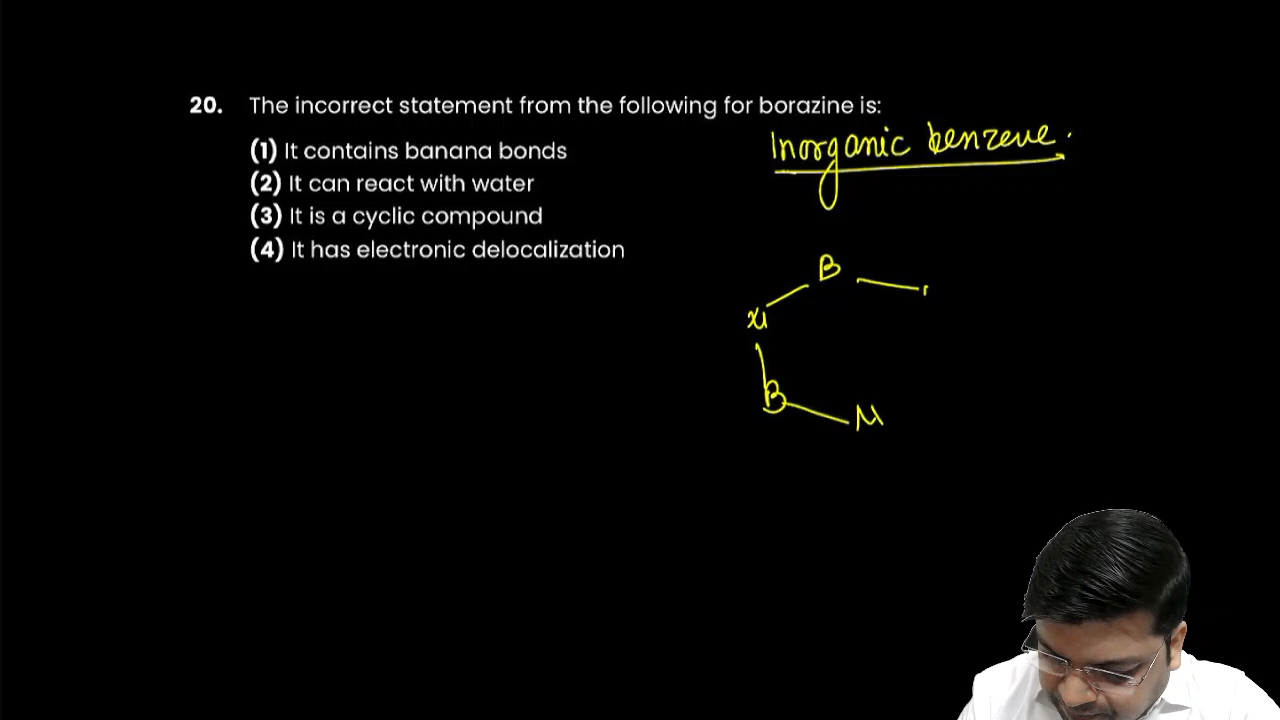 20. The incorrect statement from the following for borazine is:
Inorganic benzene.
(1) It contains banana bonds
(2) It can react with water
(3) It is a cyclic compound
(4) It has electronic delocalization
B
N
B
N